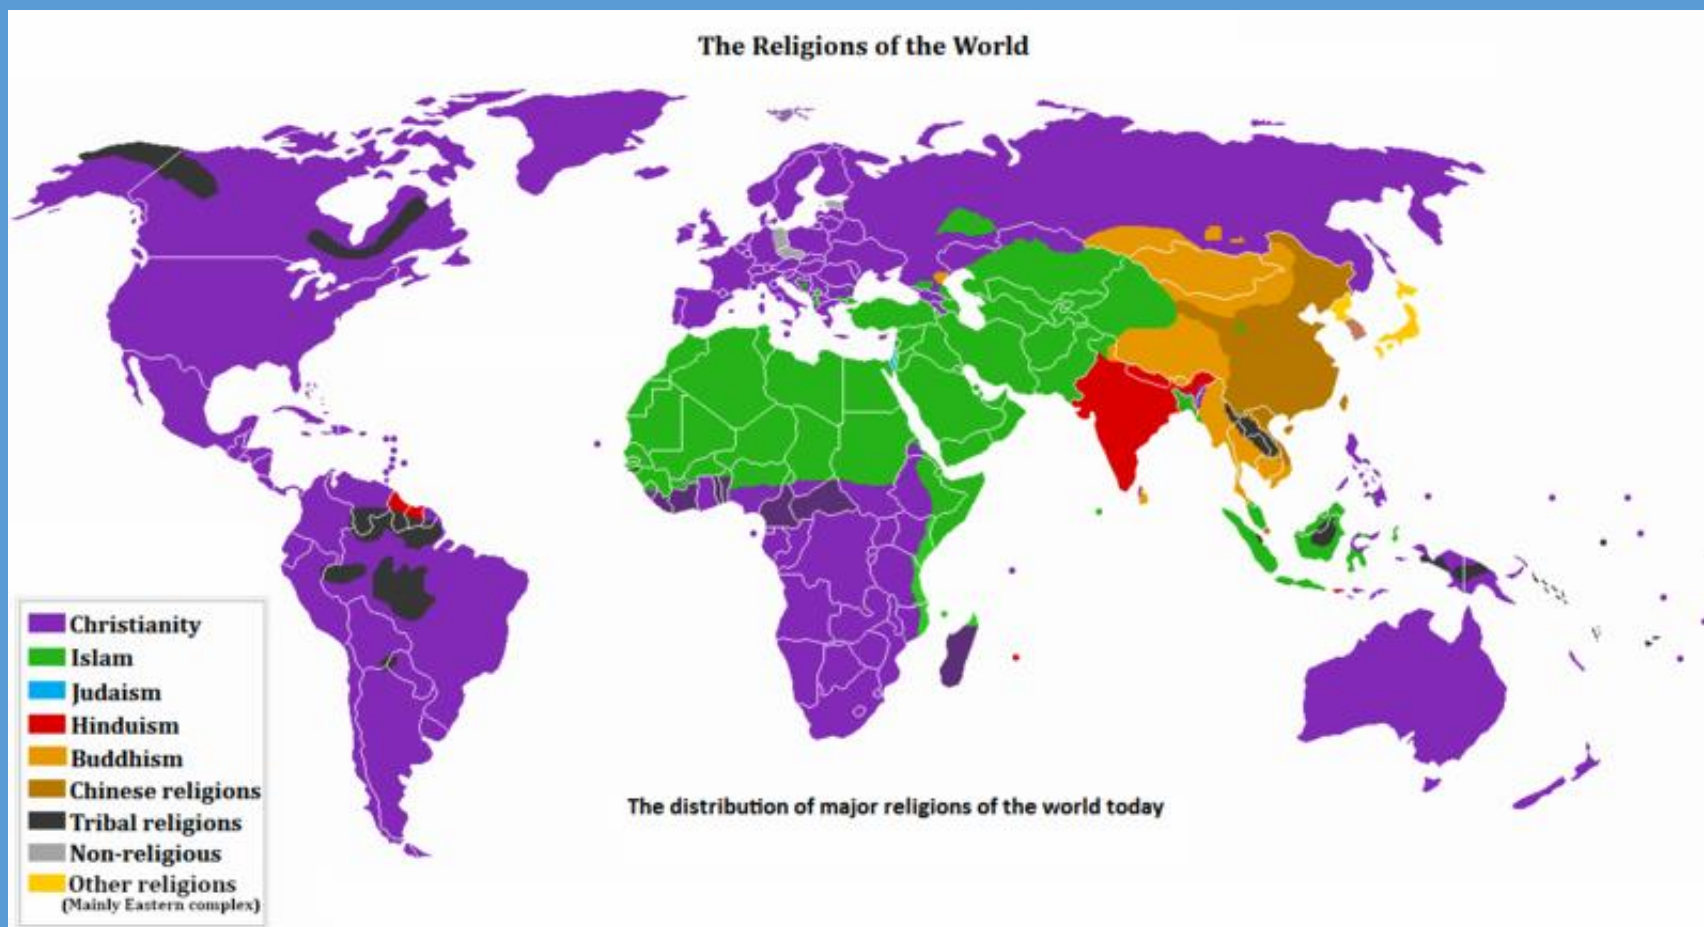 The Religions of the World
Christianity
Islam
Judaism
Hinduism
Buddhism
Chinese religions
Tribal religions
Non-religious
Other religions
(Mainly Eastern complex)
The distribution of major religions of the world today